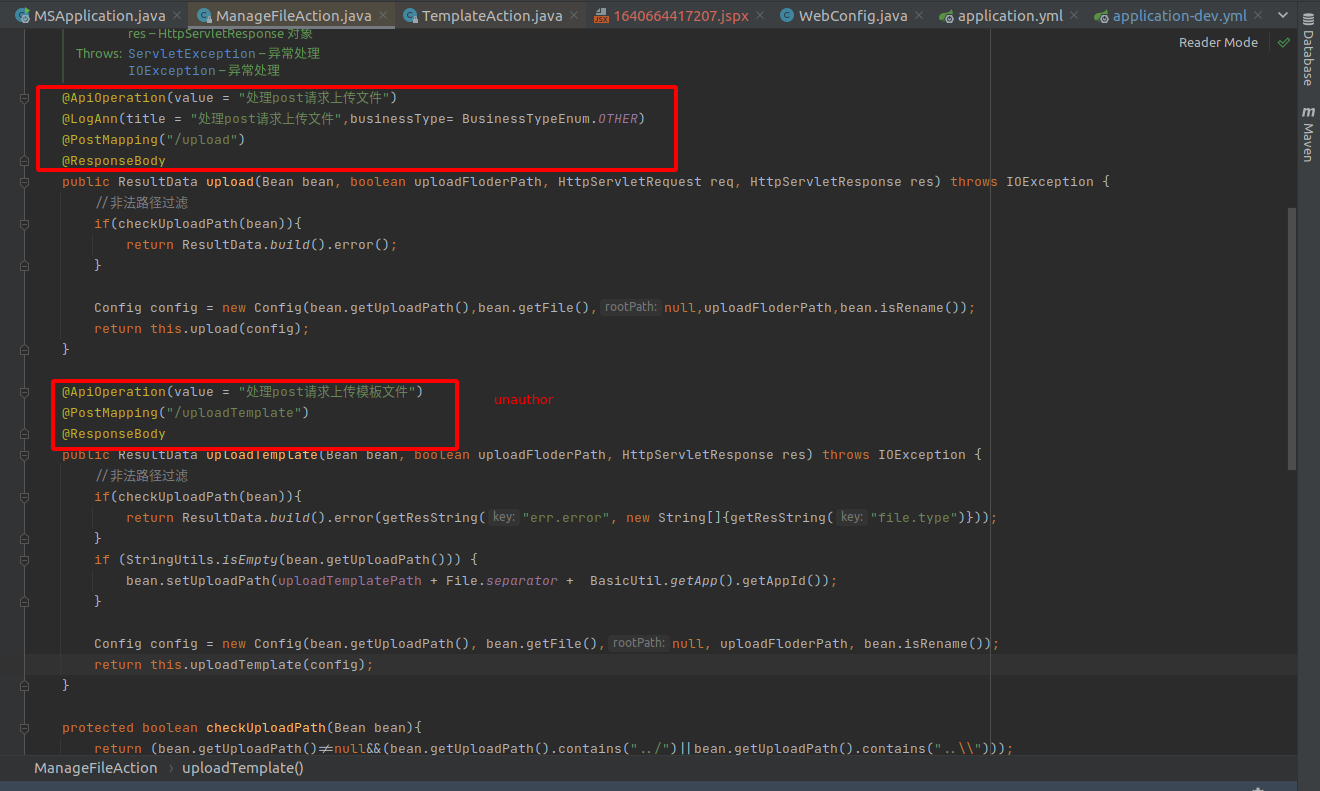 MSApplication.java ManageFileAction.java TemplateAction.java 1640664417207.jspx WebConfig.java application.yml application-dev.yml
Reader Mode
Database
Maven
res – HttpServletResponse 对象
Throws: ServletException – 异常处理
IOException – 异常处理
@ApiOperation(value = "处理post请求上传文件")
@LogAnn(title = "处理post请求上传文件",businessType= BusinessTypeEnum.OTHER)
@PostMapping("/upload")
@ResponseBody
public ResultData upload(Bean bean, boolean uploadFloderPath, HttpServletRequest req, HttpServletResponse res) throws IOException {
//非法路径过滤
if(checkUploadPath(bean)){
return ResultData.build().error();
}
Config config = new Config(bean.getUploadPath(),bean.getFile(), rootPath: null,uploadFloderPath,bean.isRename());
return this.upload(config);
}
@ApiOperation(value = "处理post请求上传模板文件")
unauthor
@PostMapping("/uploadTemplate")
@ResponseBody
public ResultData uploadTemplate(Bean bean, boolean uploadFloderPath, HttpServletResponse res) throws IOException {
//非法路径过滤
if(checkUploadPath(bean)){
return ResultData.build().error(getResString( key: "err.error", new String[]{getResString( key: "file.type")}));
}
if (StringUtils.isEmpty(bean.getUploadPath())) {
bean.setUploadPath(uploadTemplatePath + File.separator + BasicUtil.getApp().getAppId());
}
Config config = new Config(bean.getUploadPath(), bean.getFile(), rootPath: null, uploadFloderPath, bean.isRename());
return this.uploadTemplate(config);
}
protected boolean checkUploadPath(Bean bean){
return (bean.getUploadPath()!=null&&(bean.getUploadPath().contains("../")||bean.getUploadPath().contains("..\\")));
ManageFileAction › uploadTemplate()